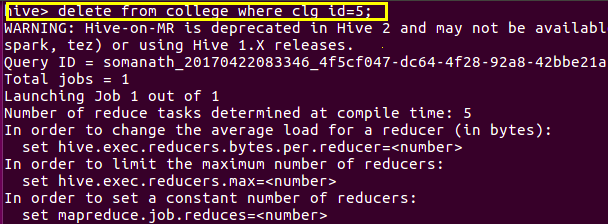 hive> delete from college where clg id=5;
WARNING: Hive-on-MR is deprecated in Hive 2 and may not be availabl
spark, tez) or using Hive 1.X releases.
Query ID = somanath_20170422083346_4f5cf047-dc64-4f28-92a8-42bbe21a
Total jobs = 1
Launching Job 1 out of 1
Number of reduce tasks determined at compile time: 5
In order to change the average load for a reducer (in bytes):
  set hive.exec.reducers.bytes.per.reducer=<number>
In order to limit the maximum number of reducers:
  set hive.exec.reducers.max=<number>
In order to set a constant number of reducers:
  set mapreduce.job.reduces=<number>